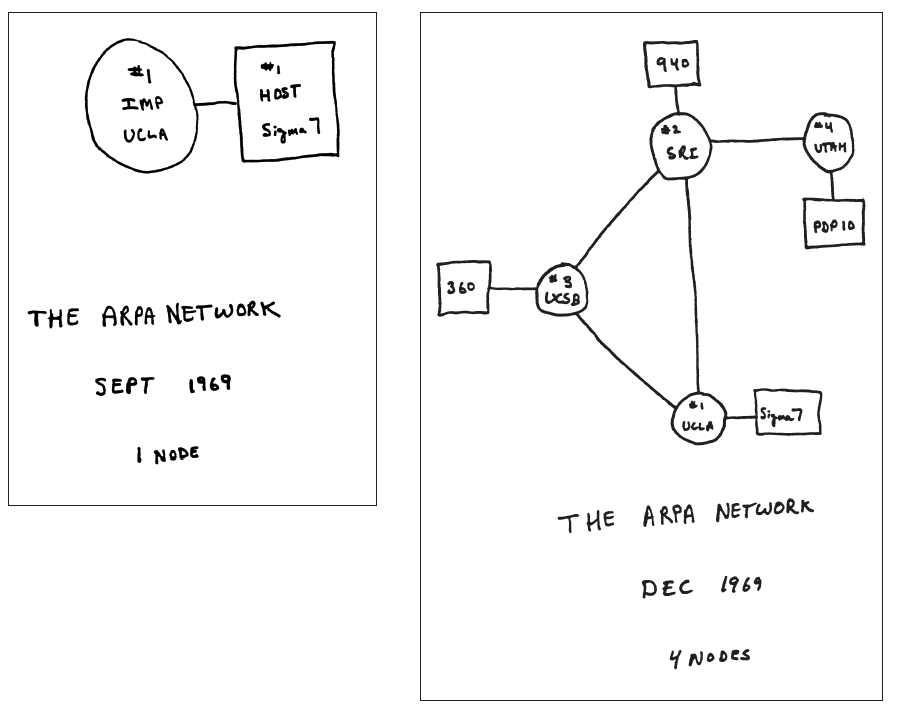 #1
IMP
UCLA
#1
HOST
Sigma 7
THE ARPA NETWORK
SEPT 1969
1 NODE
940
#2
SRI
#4
UTAH
PDP 10
360
#3
UCSB
#1
UCLA
Sigma 7
THE ARPA NETWORK
DEC 1969
4 NODES